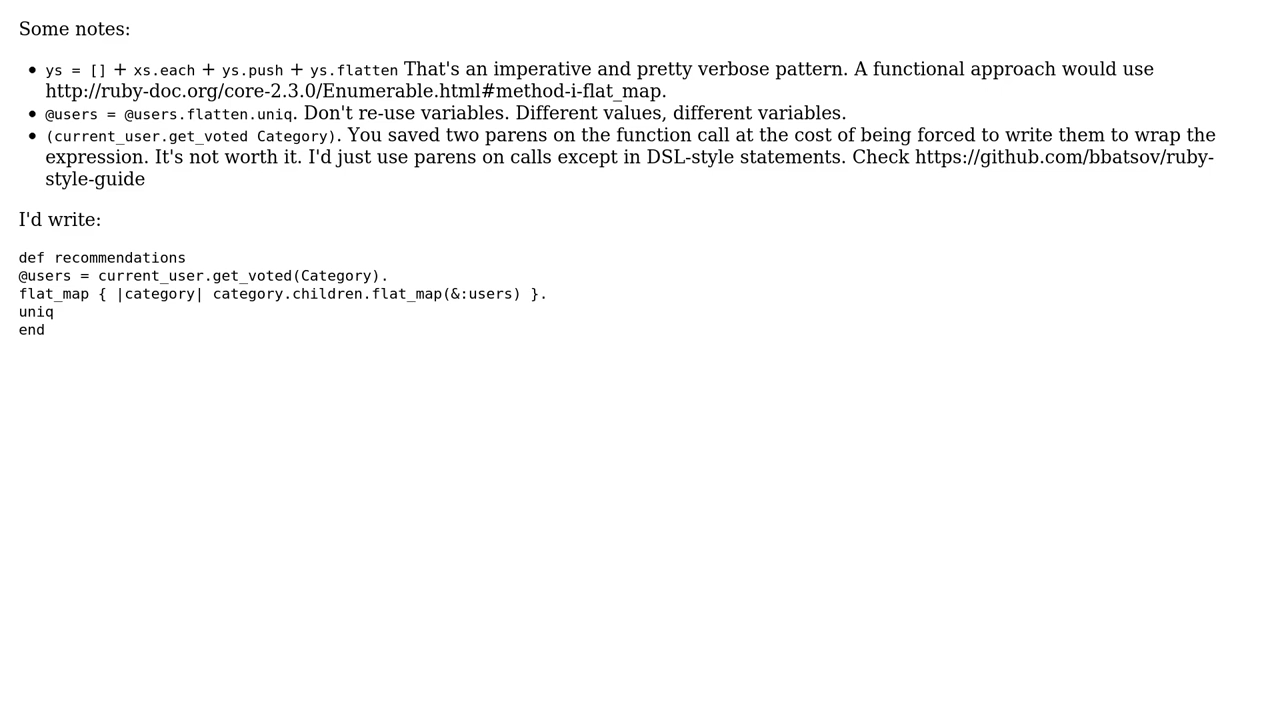 Some notes:
• ys = [] + xs.each + ys.push + ys.flatten That's an imperative and pretty verbose pattern. A functional approach would use
http://ruby-doc.org/core-2.3.0/Enumerable.html#method-i-flat_map.
• @users = @users.flatten.uniq. Don't re-use variables. Different values, different variables.
• (current_user.get_voted Category). You saved two parens on the function call at the cost of being forced to write them to wrap the
expression. It's not worth it. I'd just use parens on calls except in DSL-style statements. Check https://github.com/bbatsov/ruby-
style-guide
I'd write:
def recommendations
@users = current_user.get_voted(Category).
flat_map { |category| category.children.flat_map(&:users) }.
uniq
end